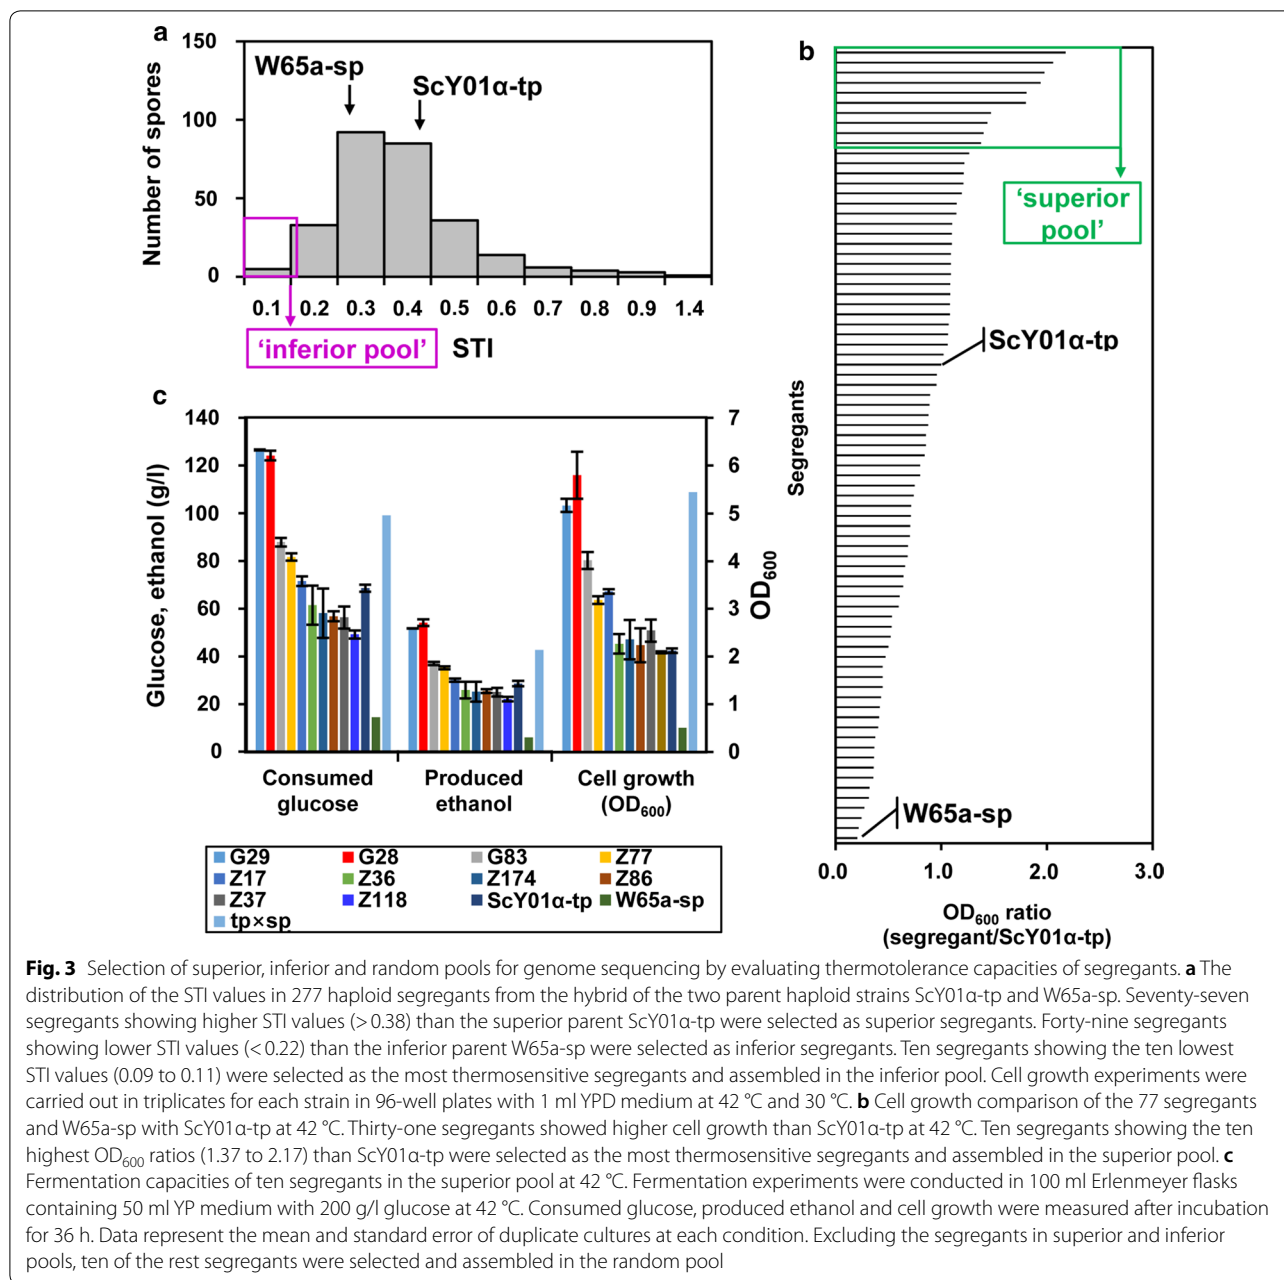 a
150
100
50
0
Number of spores
W65a-sp
ScY01α-tp
0.1 0.2 0.3 0.4 0.5 0.6 0.7 0.8 0.9 1.4
‘inferior pool’
STI
b
‘superior
pool’
ScY01α-tp
W65a-sp
Segregants
0.0 1.0 2.0 3.0
OD600 ratio
(segregant/ScY01α-tp)
c
140
120
100
80
60
40
20
0
Glucose, ethanol (g/l)
7
6
5
4
3
2
1
0
OD600
Consumed
glucose
Produced
ethanol
Cell growth
(OD600)
G29 G28 G83 Z77
Z17 Z36 Z174 Z86
Z37 Z118 ScY01α-tp W65a-sp
tp×sp
Fig. 3 Selection of superior, inferior and random pools for genome sequencing by evaluating thermotolerance capacities of segregants. a The
distribution of the STI values in 277 haploid segregants from the hybrid of the two parent haploid strains ScY01α-tp and W65a-sp. Seventy-seven
segregants showing higher STI values (> 0.38) than the superior parent ScY01α-tp were selected as superior segregants. Forty-nine segregants
showing lower STI values (< 0.22) than the inferior parent W65a-sp were selected as inferior segregants. Ten segregants showing the ten lowest
STI values (0.09 to 0.11) were selected as the most thermosensitive segregants and assembled in the inferior pool. Cell growth experiments were
carried out in triplicates for each strain in 96-well plates with 1 ml YPD medium at 42 °C and 30 °C. b Cell growth comparison of the 77 segregants
and W65a-sp with ScY01α-tp at 42 °C. Thirty-one segregants showed higher cell growth than ScY01α-tp at 42 °C. Ten segregants showing the ten
highest OD600 ratios (1.37 to 2.17) than ScY01α-tp were selected as the most thermosensitive segregants and assembled in the superior pool. c
Fermentation capacities of ten segregants in the superior pool at 42 °C. Fermentation experiments were conducted in 100 ml Erlenmeyer flasks
containing 50 ml YP medium with 200 g/l glucose at 42 °C. Consumed glucose, produced ethanol and cell growth were measured after incubation
for 36 h. Data represent the mean and standard error of duplicate cultures at each condition. Excluding the segregants in superior and inferior
pools, ten of the rest segregants were selected and assembled in the random pool